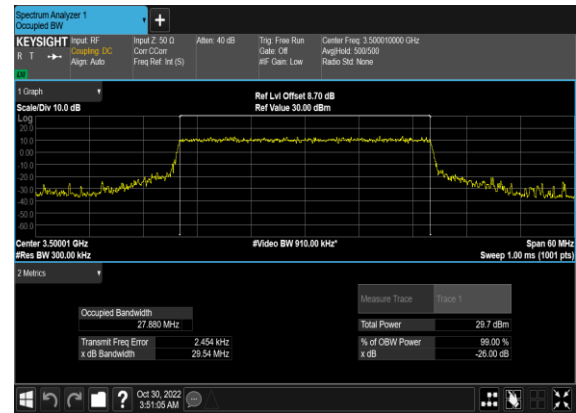 Spectrum Analyzer 1
Occupied BW
KEYSIGHT
R T
LXI
Input: RF
Coupling: DC
Align: Auto
Input Z: 50 Ω
Corr CCorr
Freq Ref: Int (S)
Atten: 40 dB
Trig: Free Run
Gate: Off
#IF Gain: Low
Center Freq: 3.500010000 GHz
Avg|Hold: 500/500
Radio Std: None
1 Graph
Scale/Div 10.0 dB
Ref Lvl Offset 8.70 dB
Ref Value 30.00 dBm
Log
20.0
10.0
0.00
-10.0
-20.0
-30.0
-40.0
-50.0
-60.0
Center 3.50001 GHz
#Res BW 300.00 kHz
#Video BW 910.00 kHz*
Span 60 MHz
Sweep 1.00 ms (1001 pts)
2 Metrics
Measure Trace Trace 1
Occupied Bandwidth
27.880 MHz
Total Power 29.7 dBm
Transmit Freq Error 2.454 kHz
x dB Bandwidth 29.54 MHz
% of OBW Power 99.00 %
x dB -26.00 dB
Oct 30, 2022
3:51:05 AM